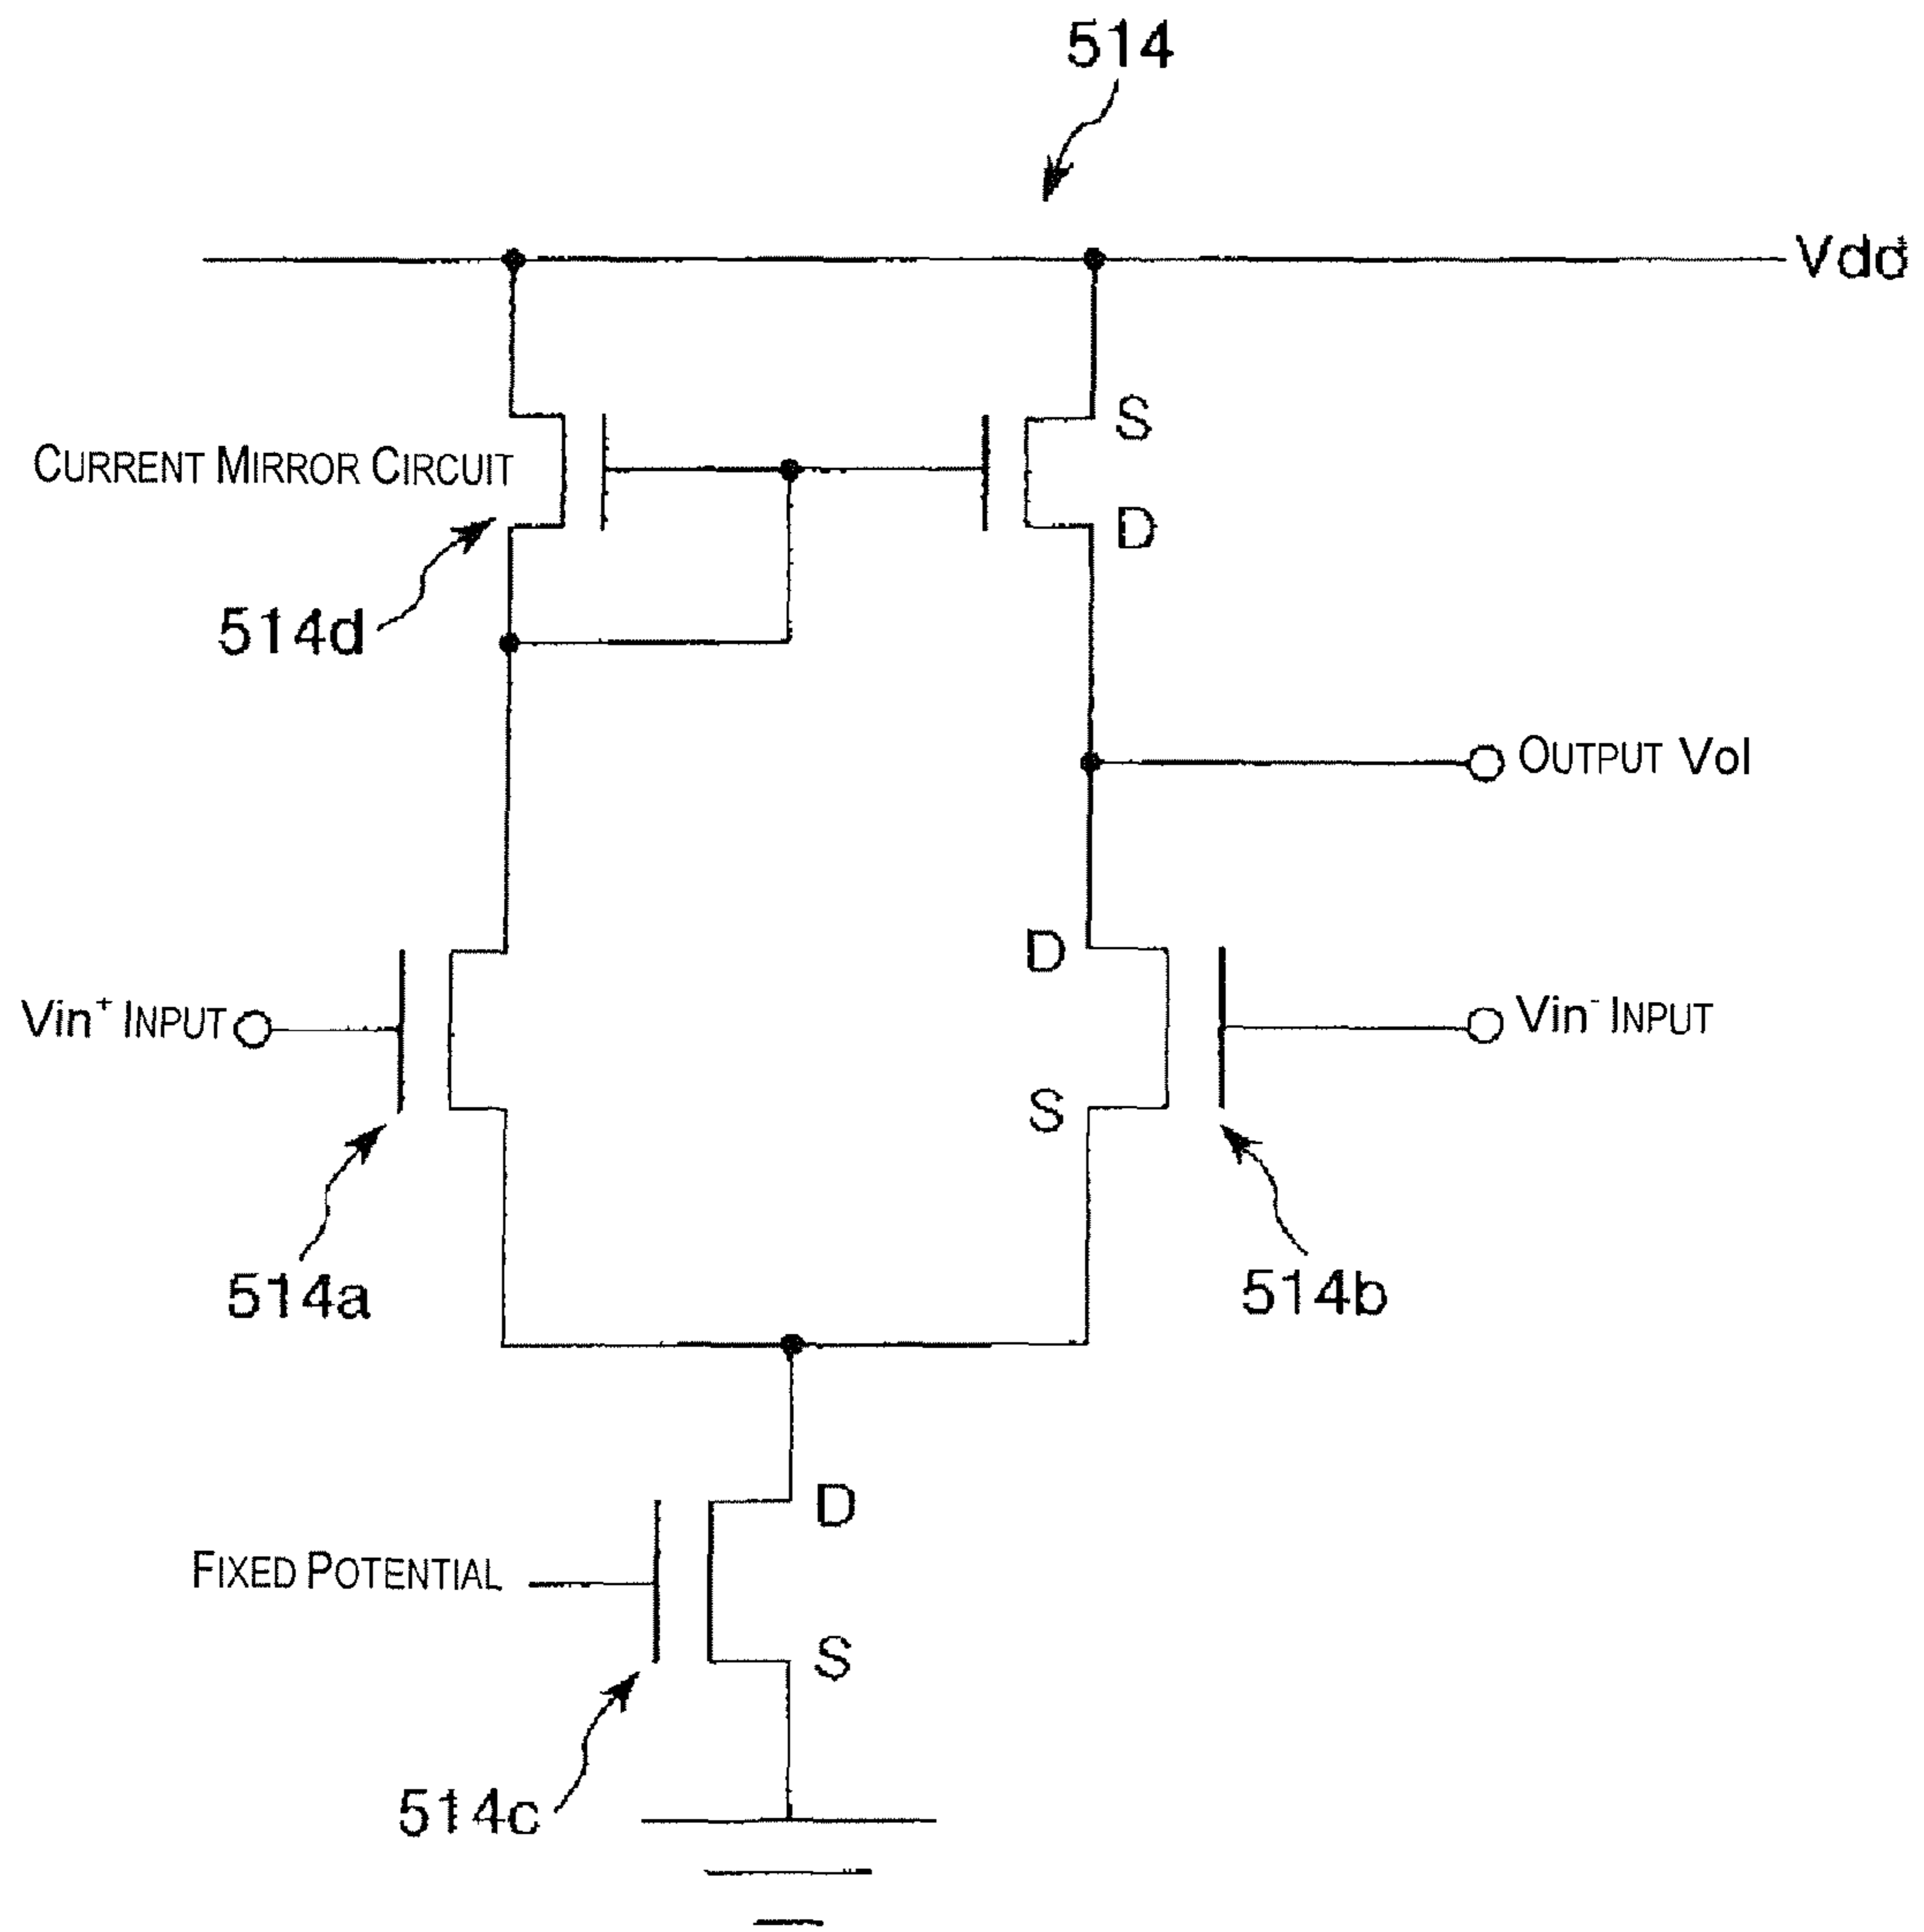 514
Vdd
S
CURRENT MIRROR CIRCUIT
D
514d
OUTPUT Vol
D
Vin+ INPUT
Vin- INPUT
S
514a
514b
D
FIXED POTENTIAL
S
514c